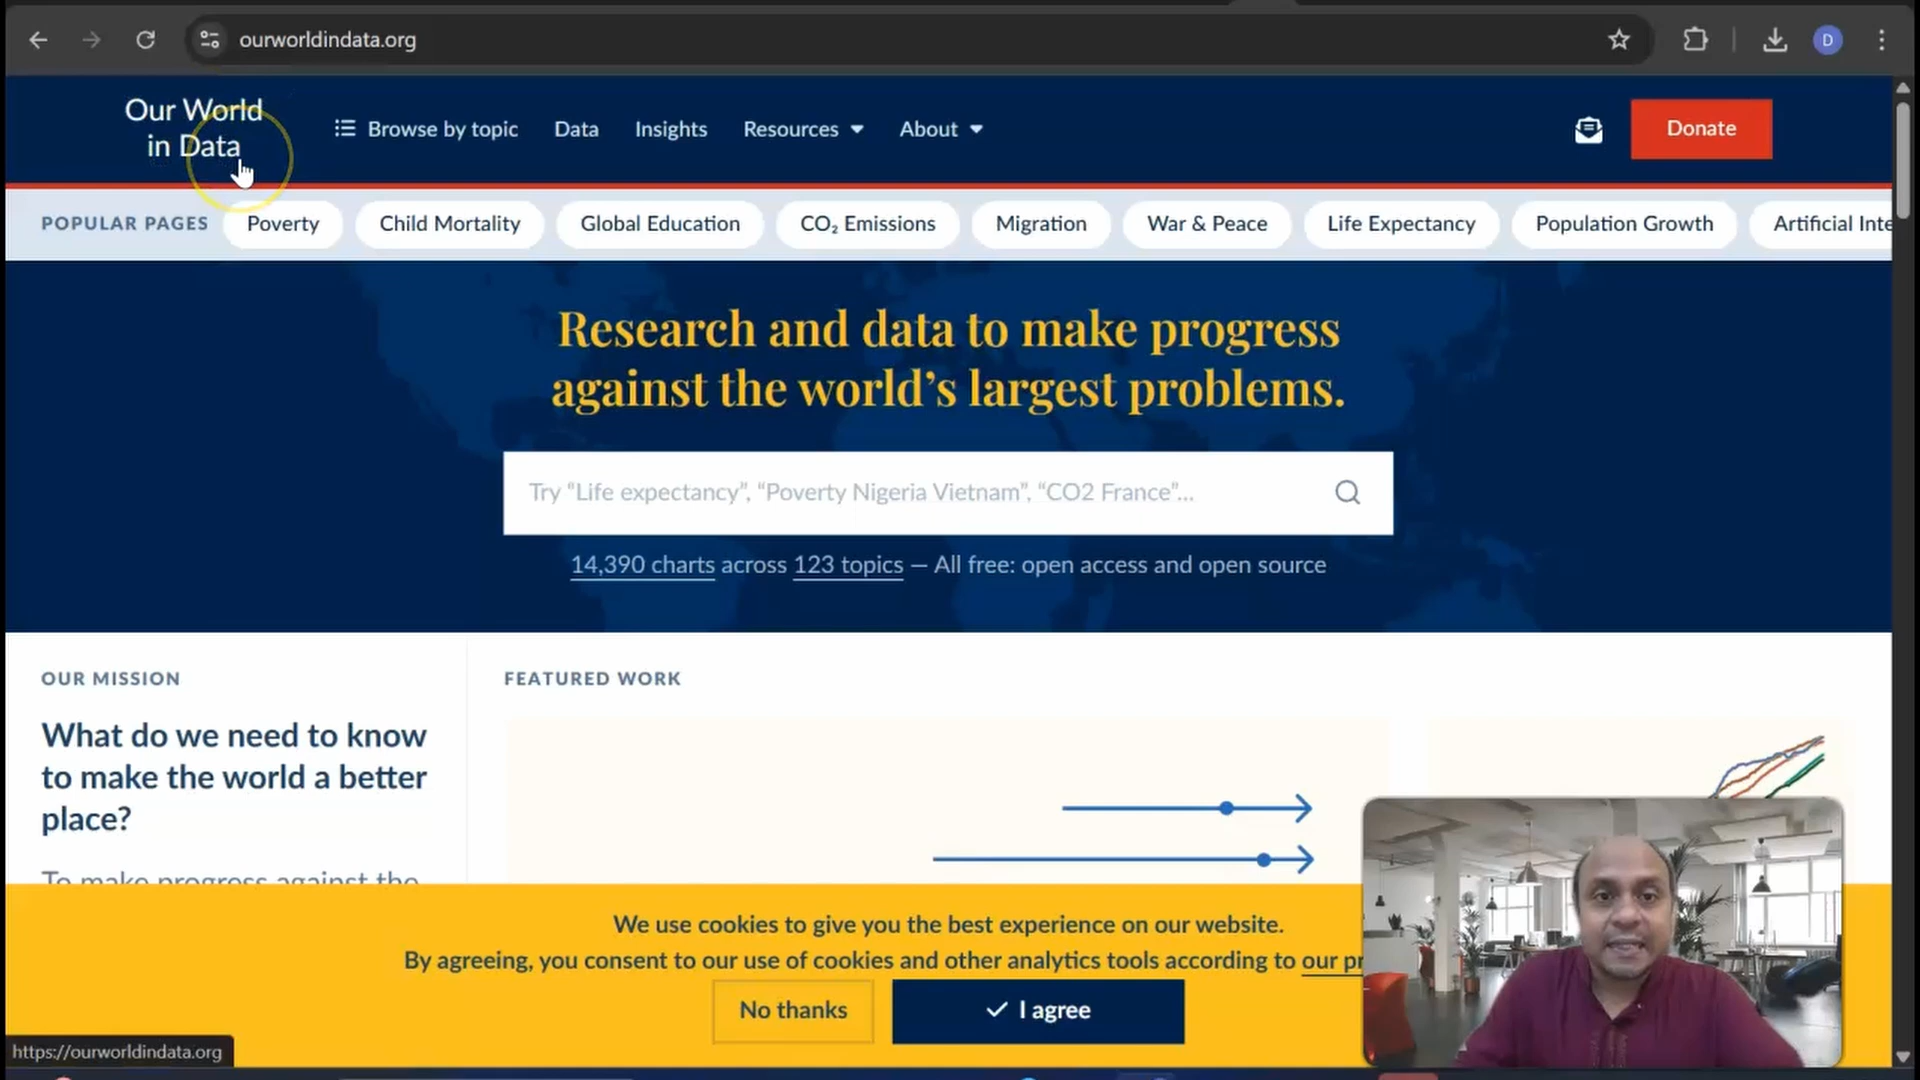 ourworldindata.org
D
Our World
in Data
Browse by topic
Data
Insights
Resources
About
Donate
POPULAR PAGES
Poverty
Child Mortality
Global Education
CO₂ Emissions
Migration
War & Peace
Life Expectancy
Population Growth
Artificial Inte
Research and data to make progress
against the world's largest problems.
Try “Life expectancy”, “Poverty Nigeria Vietnam”, “CO2 France”...
14,390 charts across 123 topics — All free: open access and open source
OUR MISSION
What do we need to know
to make the world a better
place?
To make progress against the
FEATURED WORK
We use cookies to give you the best experience on our website.
By agreeing, you consent to our use of cookies and other analytics tools according to our pr
No thanks
I agree
https://ourworldindata.org